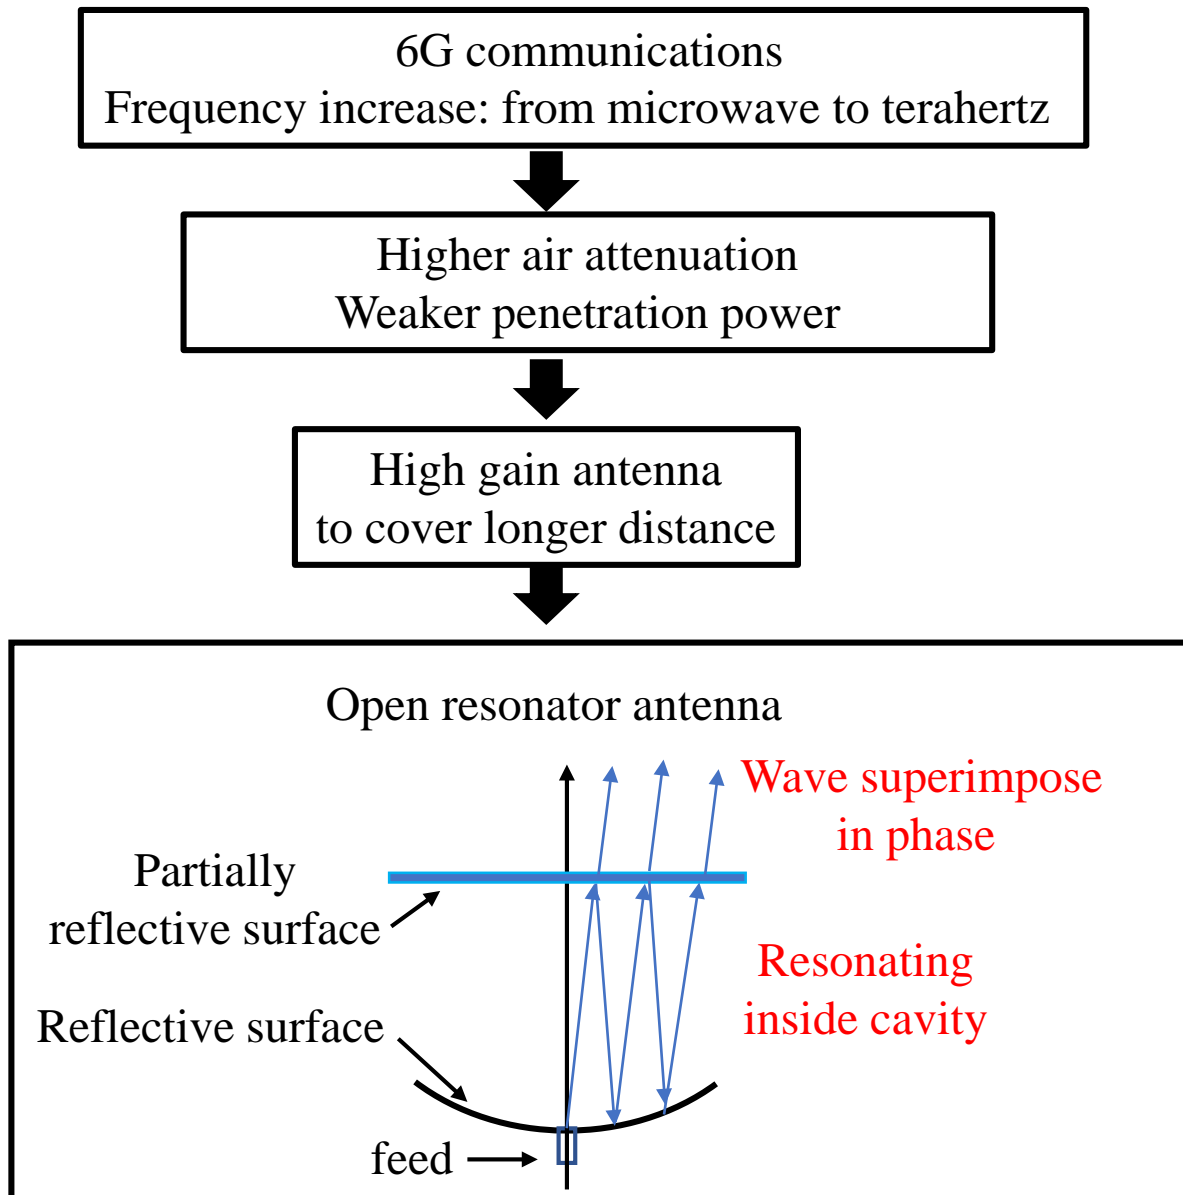 6G communications
Frequency increase: from microwave to terahertz
Higher air attenuation
Weaker penetration power
High gain antenna
to cover longer distance
Open resonator antenna
Wave superimpose
in phase
Partially
reflective surface
Resonating
inside cavity
Reflective surface
feed